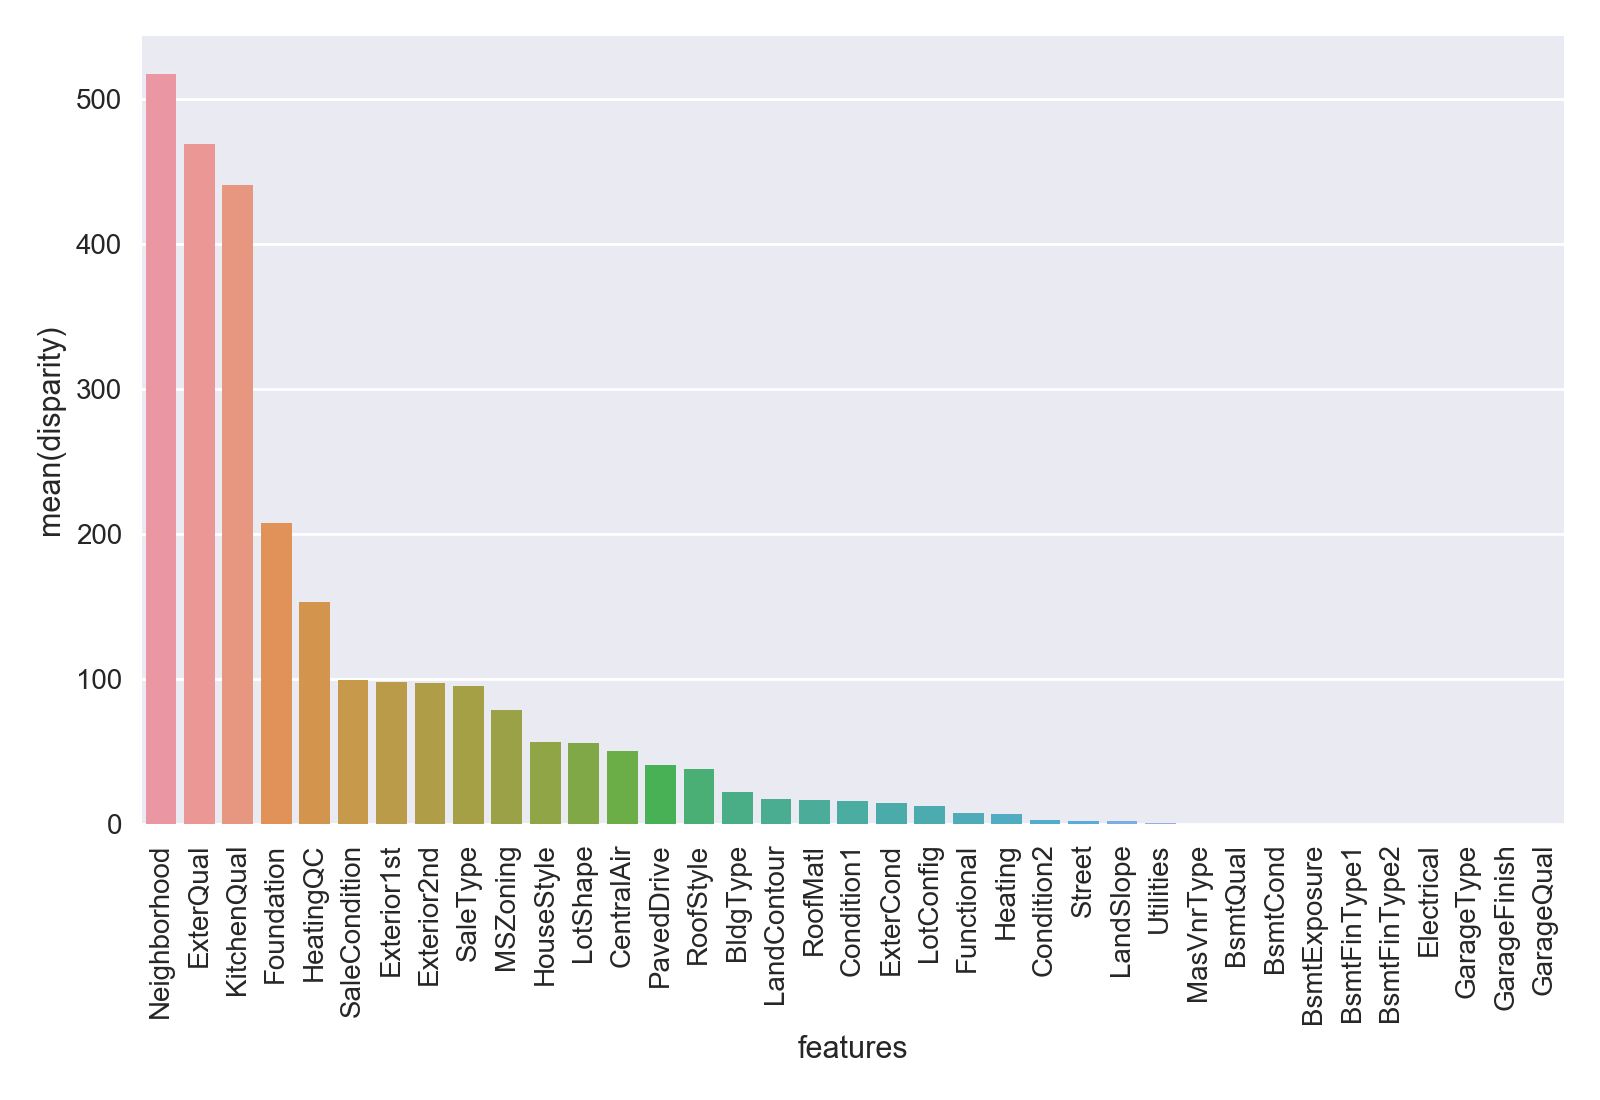 500
400
300
200
100
0
mean(disparity)
Neighborhood
ExterQual
KitchenQual
Foundation
HeatingQC
SaleCondition
Exterior1st
Exterior2nd
SaleType
MSZoning
HouseStyle
LotShape
CentralAir
PavedDrive
RoofStyle
BldgType
LandContour
RoofMatl
Condition1
ExterCond
LotConfig
Functional
Heating
Condition2
Street
LandSlope
Utilities
MasVnrType
BsmtQual
BsmtCond
BsmtExposure
BsmtFinType1
BsmtFinType2
Electrical
GarageType
GarageFinish
GarageQual
features